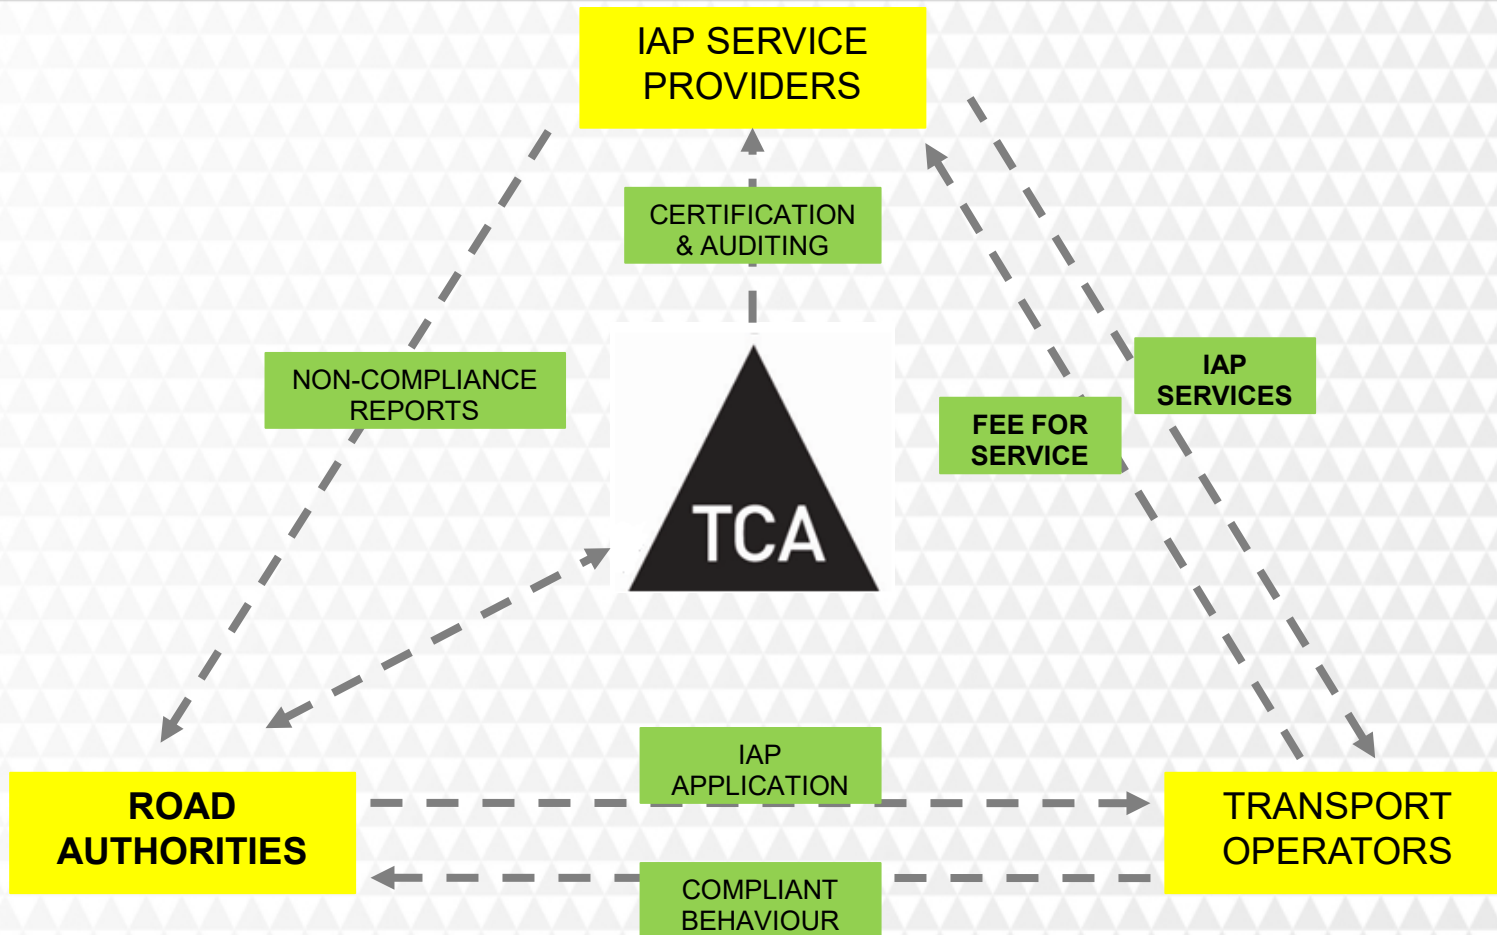 IAP SERVICE
PROVIDERS
CERTIFICATION
& AUDITING
NON-COMPLIANCE
REPORTS
IAP
SERVICES
FEE FOR
SERVICE
TCA
IAP
APPLICATION
ROAD
AUTHORITIES
TRANSPORT
OPERATORS
COMPLIANT
BEHAVIOUR